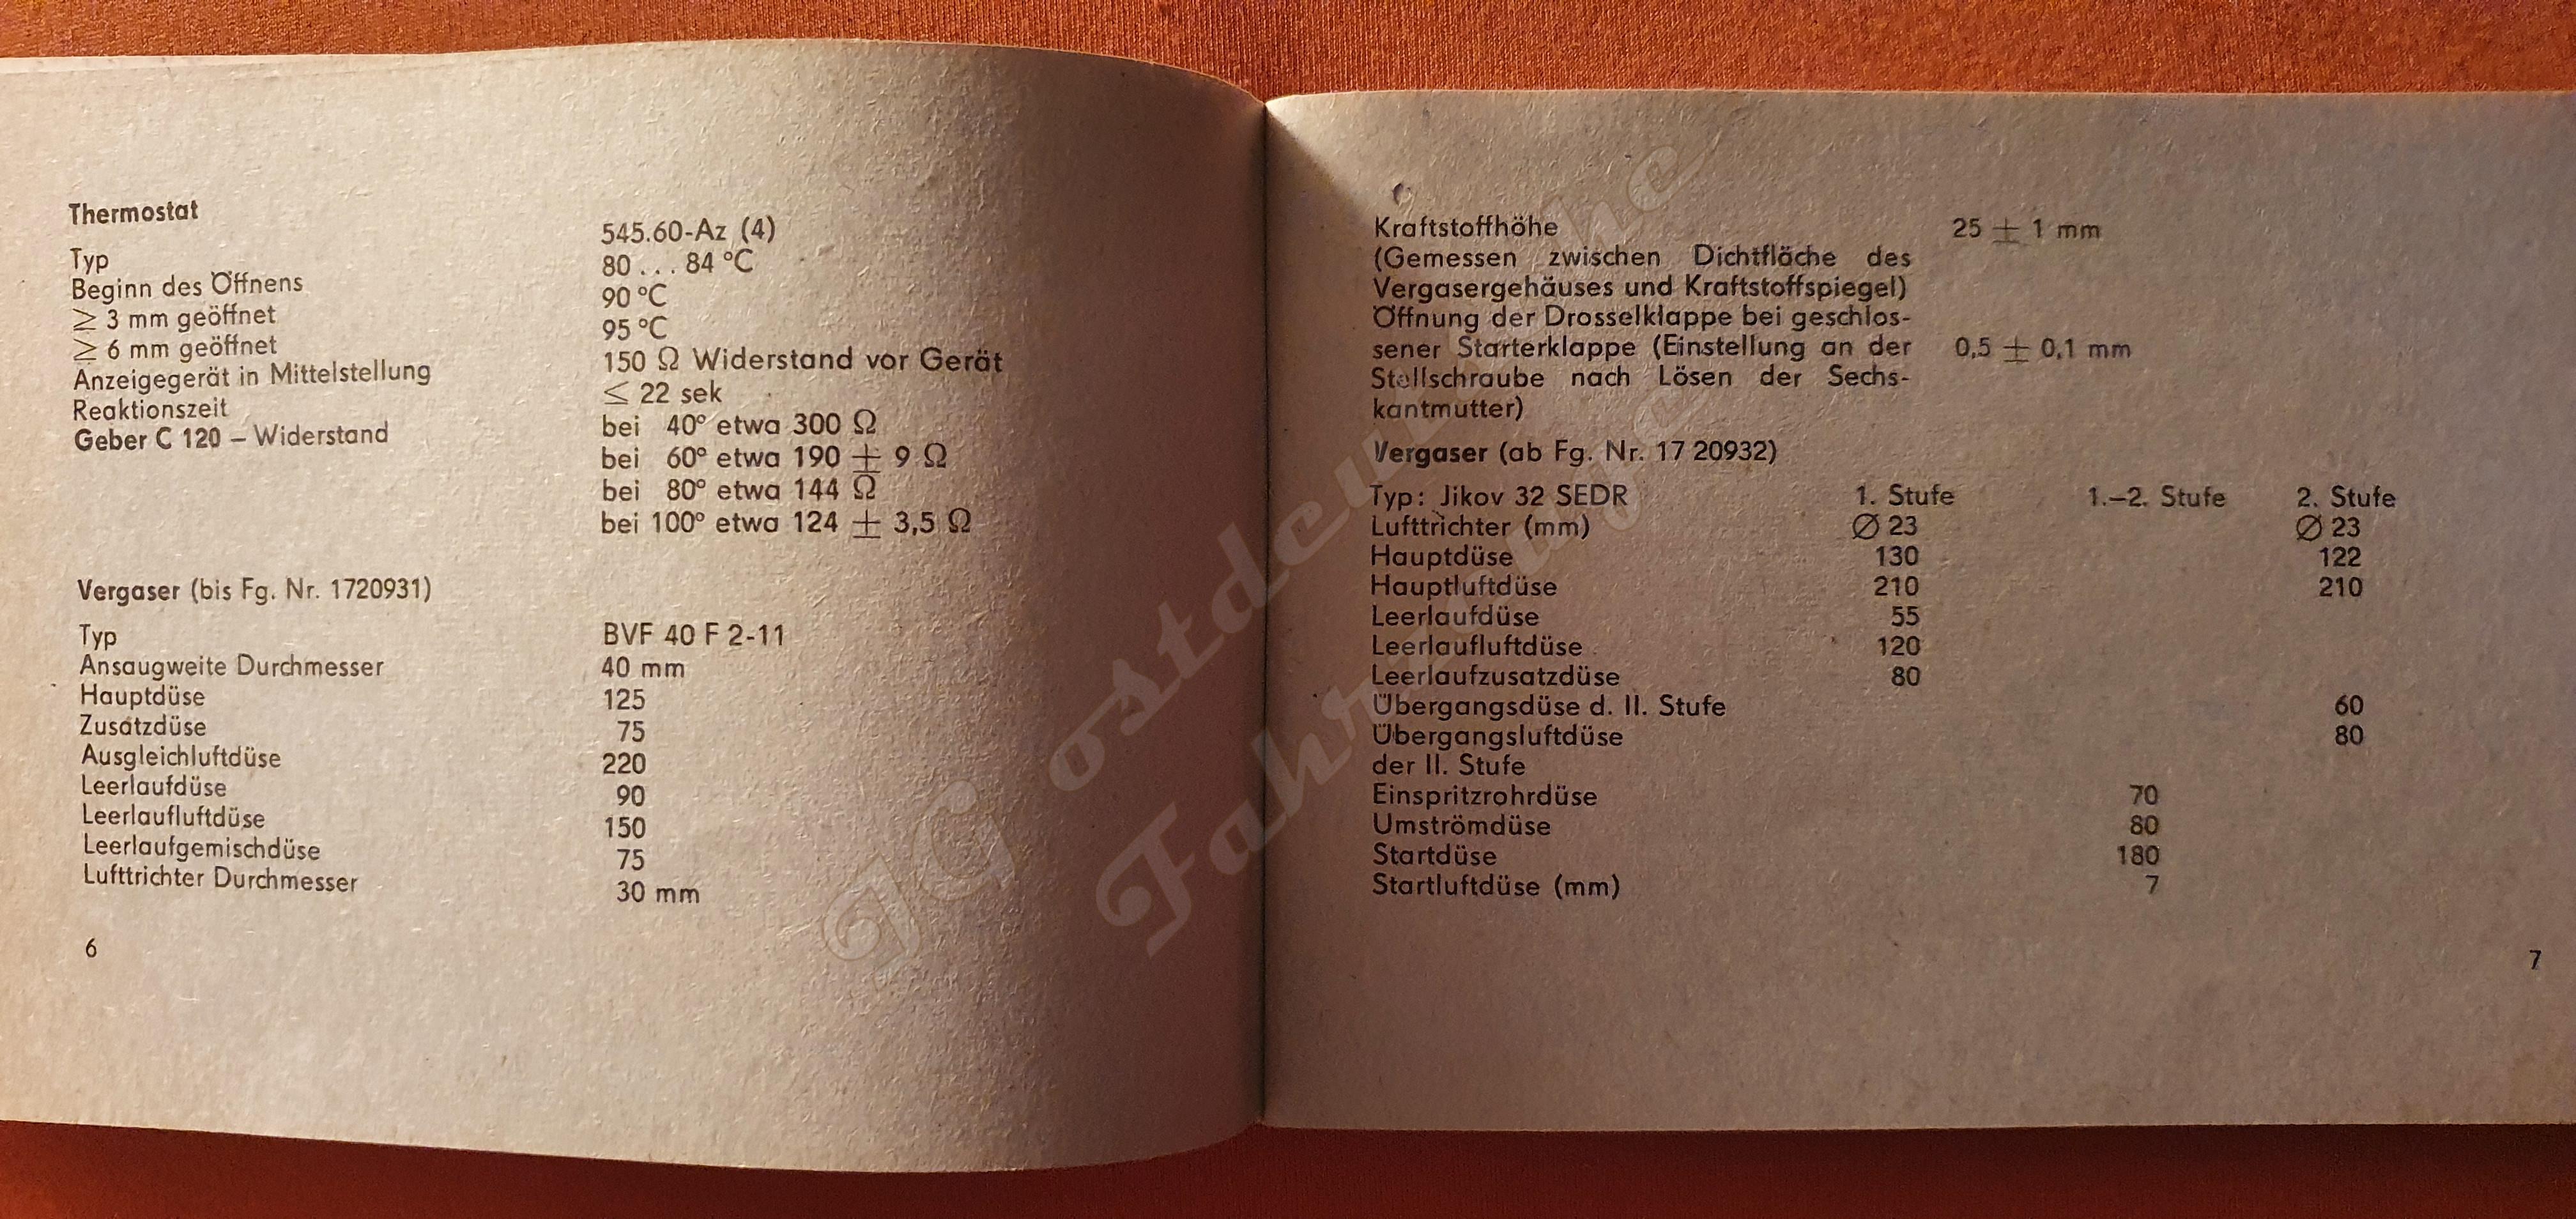 Thermostat
Typ 545.60-Az (4)
Beginn des Öffnens 80 . . . 84 °C
≥ 3 mm geöffnet 90 °C
≥ 6 mm geöffnet 95 °C
Anzeigegerät in Mittelstellung 150 Ω Widerstand vor Gerät
Reaktionszeit ≤ 22 sek
Geber C 120 – Widerstand bei 40° etwa 300 Ω
bei 60° etwa 190 ± 9 Ω
bei 80° etwa 144 Ω
bei 100° etwa 124 ± 3,5 Ω
Vergaser (bis Fg. Nr. 1720931)
Typ BVF 40 F 2-11
Ansaugweite Durchmesser 40 mm
Hauptdüse 125
Zusatzdüse 75
Ausgleichluftdüse 220
Leerlaufdüse 90
Leerlaufluftdüse 150
Leerlaufgemischdüse 75
Lufttrichter Durchmesser 30 mm
6
Kraftstoffhöhe 25 ± 1 mm
(Gemessen zwischen Dichtfläche des
Vergasergehäuses und Kraftstoffspiegel)
Öffnung der Drosselklappe bei geschlos-
sener Starterklappe (Einstellung an der 0,5 ± 0,1 mm
Stellschraube nach Lösen der Sechs-
kantmutter)
Vergaser (ab Fg. Nr. 17 20932)
Typ: Jikov 32 SEDR 1. Stufe 1.–2. Stufe 2. Stufe
Lufttrichter (mm) ∅ 23 ∅ 23
Hauptdüse 130 122
Hauptluftdüse 210 210
Leerlaufdüse 55
Leerlaufluftdüse 120
Leerlaufzusatzdüse 80
Übergangsdüse d. II. Stufe 60
Übergangsluftdüse 80
der II. Stufe
Einspritzrohrdüse 70
Umströmdüse 80
Startdüse 180
Startluftdüse (mm) 7
7